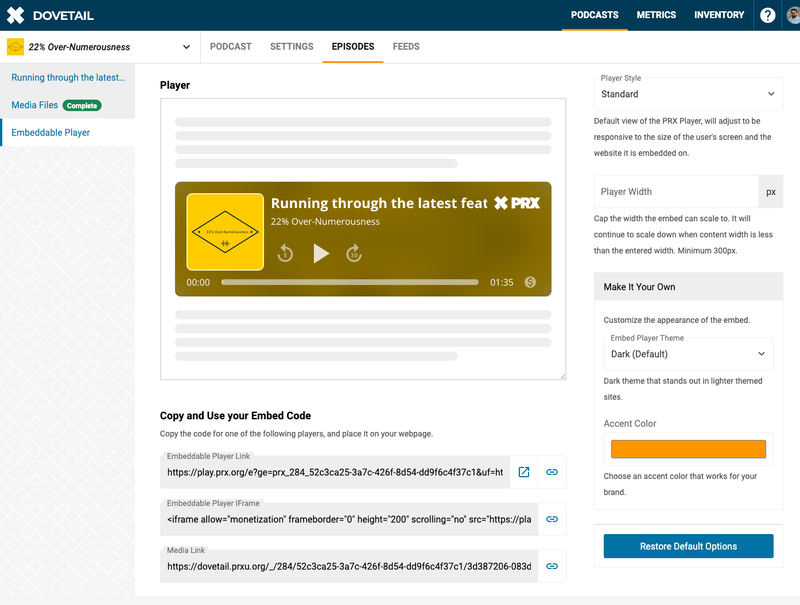 DOVETAIL
PODCASTS
METRICS
INVENTORY
?
22% Over-Numerousness
PODCAST
SETTINGS
EPISODES
FEEDS
Running through the latest...
Media Files
Complete
Embeddable Player
Player
Running through the latest feat
PRX
22% Over-Numerousness
22% Over-Numerousness
5
30
00:00
01:35
$
Copy and Use your Embed Code
Copy the code for one of the following players, and place it on your webpage.
Embeddable Player Link
https://play.prx.org/e?ge=prx_284_52c3ca25-3a7c-426f-8d54-dd9f6c4f37c1&uf=ht
Embeddable Player IFrame
<iframe allow="monetization" frameborder="0" height="200" scrolling="no" src="https://pla
Media Link
https://dovetail.prxu.org/_/284/52c3ca25-3a7c-426f-8d54-dd9f6c4f37c1/3d387206-083d
Player Style
Standard
Default view of the PRX Player, will adjust to be
responsive to the size of the user's screen and the
website it is embedded on.
Player Width
px
Cap the width the embed can scale to. It will
continue to scale down when content width is less
than the entered width. Minimum 300px.
Make It Your Own
Customize the appearance of the embed.
Embed Player Theme
Dark (Default)
Dark theme that stands out in lighter themed
sites.
Accent Color
Choose an accent color that works for your
brand.
Restore Default Options